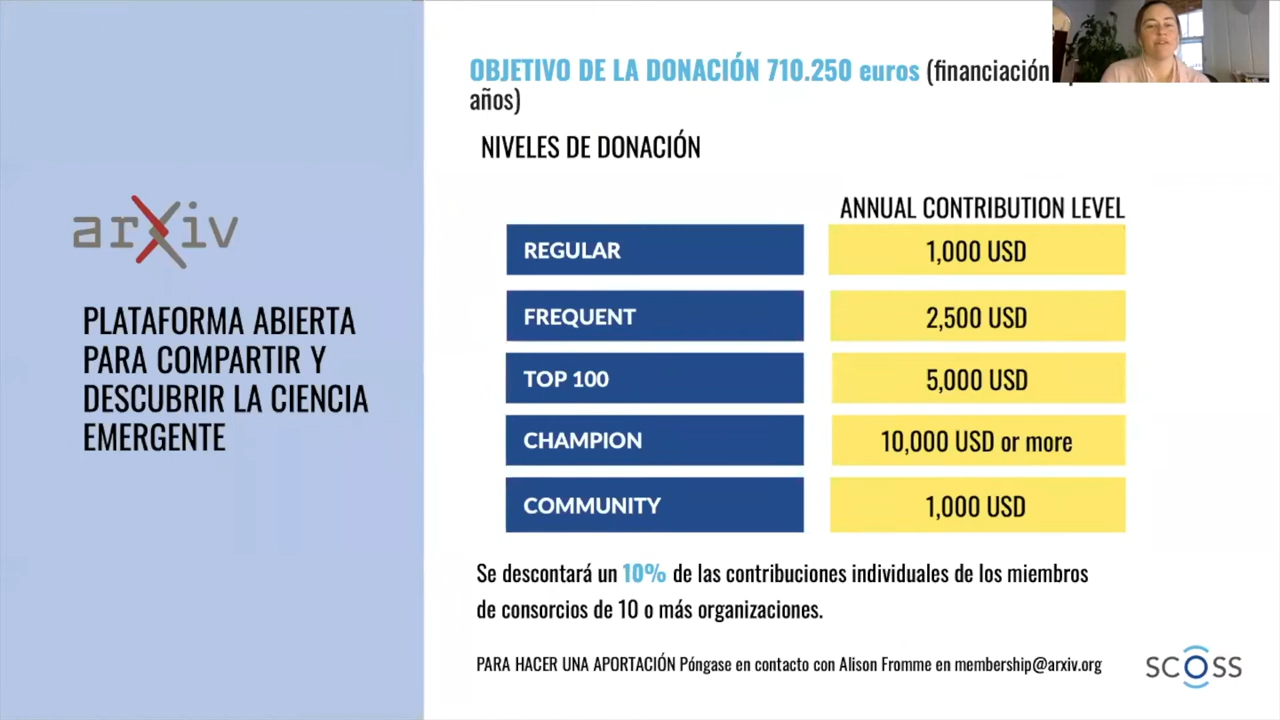 arXiv
PLATAFORMA ABIERTA
PARA COMPARTIR Y
DESCUBRIR LA CIENCIA
EMERGENTE
OBJETIVO DE LA DONACIÓN 710.250 euros (financiación
años)
NIVELES DE DONACIÓN
ANNUAL CONTRIBUTION LEVEL
REGULAR 1,000 USD
FREQUENT 2,500 USD
TOP 100 5,000 USD
CHAMPION 10,000 USD or more
COMMUNITY 1,000 USD
Se descontará un 10% de las contribuciones individuales de los miembros
de consorcios de 10 o más organizaciones.
PARA HACER UNA APORTACIÓN Póngase en contacto con Alison Fromme en membership@arxiv.org
SCOSS